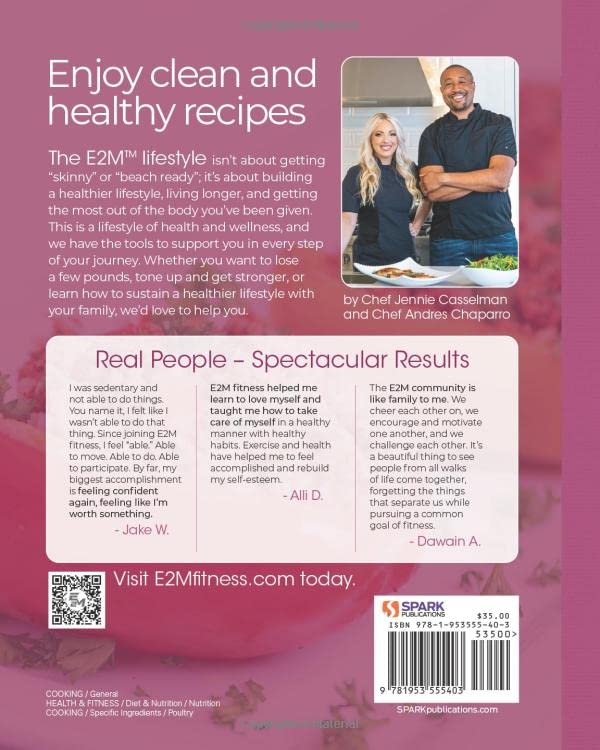 Copyrighted Material
Enjoy clean and
healthy recipes
The E2M™ lifestyle isn't about getting
“skinny” or “beach ready”; it's about building
a healthier lifestyle, living longer, and getting
the most out of the body you've been given.
This is a lifestyle of health and wellness, and
we have the tools to support you in every step
of your journey. Whether you want to lose
a few pounds, tone up and get stronger, or
learn how to sustain a healthier lifestyle with
your family, we'd love to help you.
by Chef Jennie Casselman
and Chef Andres Chaparro
Real People – Spectacular Results
I was sedentary and
not able to do things.
You name it, I felt like I
wasn't able to do that
thing. Since joining E2M
fitness, I feel “able.” Able
to move. Able to do. Able
to participate. By far, my
biggest accomplishment
is feeling confident
again, feeling like I'm
worth something.
- Jake W.
E2M fitness helped me
learn to love myself and
taught me how to take
care of myself in a healthy
manner with healthy
habits. Exercise and health
have helped me to feel
accomplished and rebuild
my self-esteem.
- Alli D.
The E2M community is
like family to me. We
cheer each other on, we
encourage and motivate
one another, and we
challenge each other. It's
a beautiful thing to see
people from all walks
of life come together,
forgetting the things
that separate us while
pursuing a common
goal of fitness.
- Dawain A.
E2M
Visit E2Mfitness.com today.
SPARK
PUBLICATIONS
$35.00
ISBN 978-1-953555-40-3
53500>
9 781953 555403
SPARKpublications.com
COOKING / General
HEALTH & FITNESS / Diet & Nutrition / Nutrition
COOKING / Specific Ingredients / Poultry
Copyrighted Material